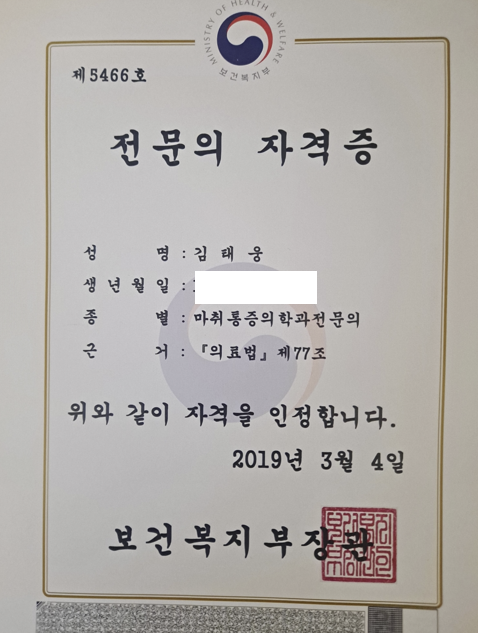 MINISTRY OF HEALTH & WELFARE
보건복지부
제5466호
전문의 자격증
성 명 : 김 태 웅
생 년 월 일 :
종 별 : 마취통증의학과전문의
근 거 : 『의료법』 제77조
위와 같이 자격을 인정합니다.
2019년 3월 4일
보건복지부장관